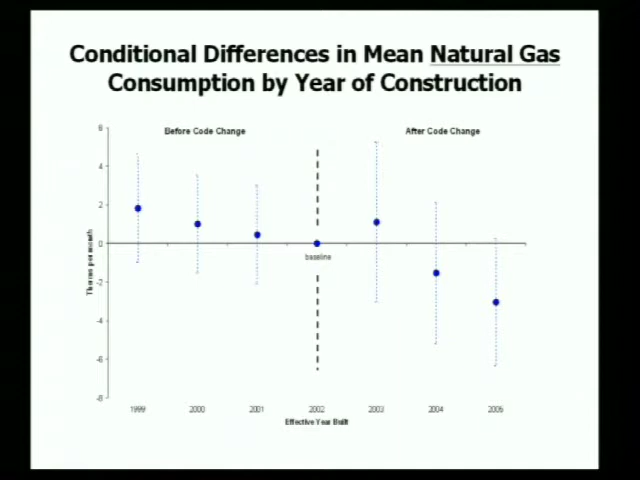 Conditional Differences in Mean Natural Gas
Consumption by Year of Construction
Before Code Change
After Code Change
6
4
2
0
-2
-4
-6
-8
Therms per month
baseline
1999 2000 2001 2002 2003 2004 2005
Effective Year Built